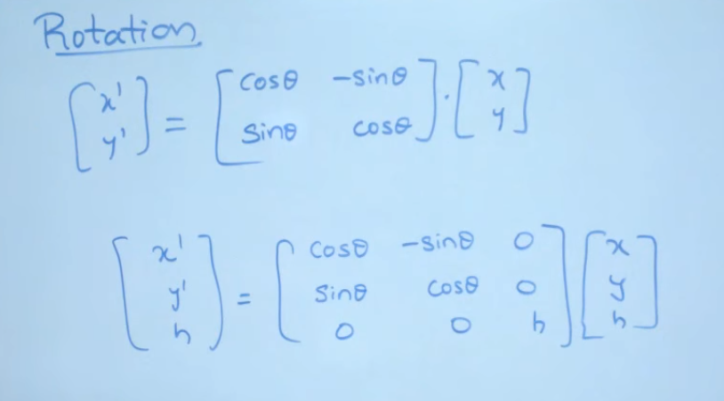 Rotation
[x' y'] = [cosθ -sinθ sinθ cosθ] · [x y]
[x' y' h] = [cosθ -sinθ 0 sinθ cosθ 0 0 0 h] [x y h]